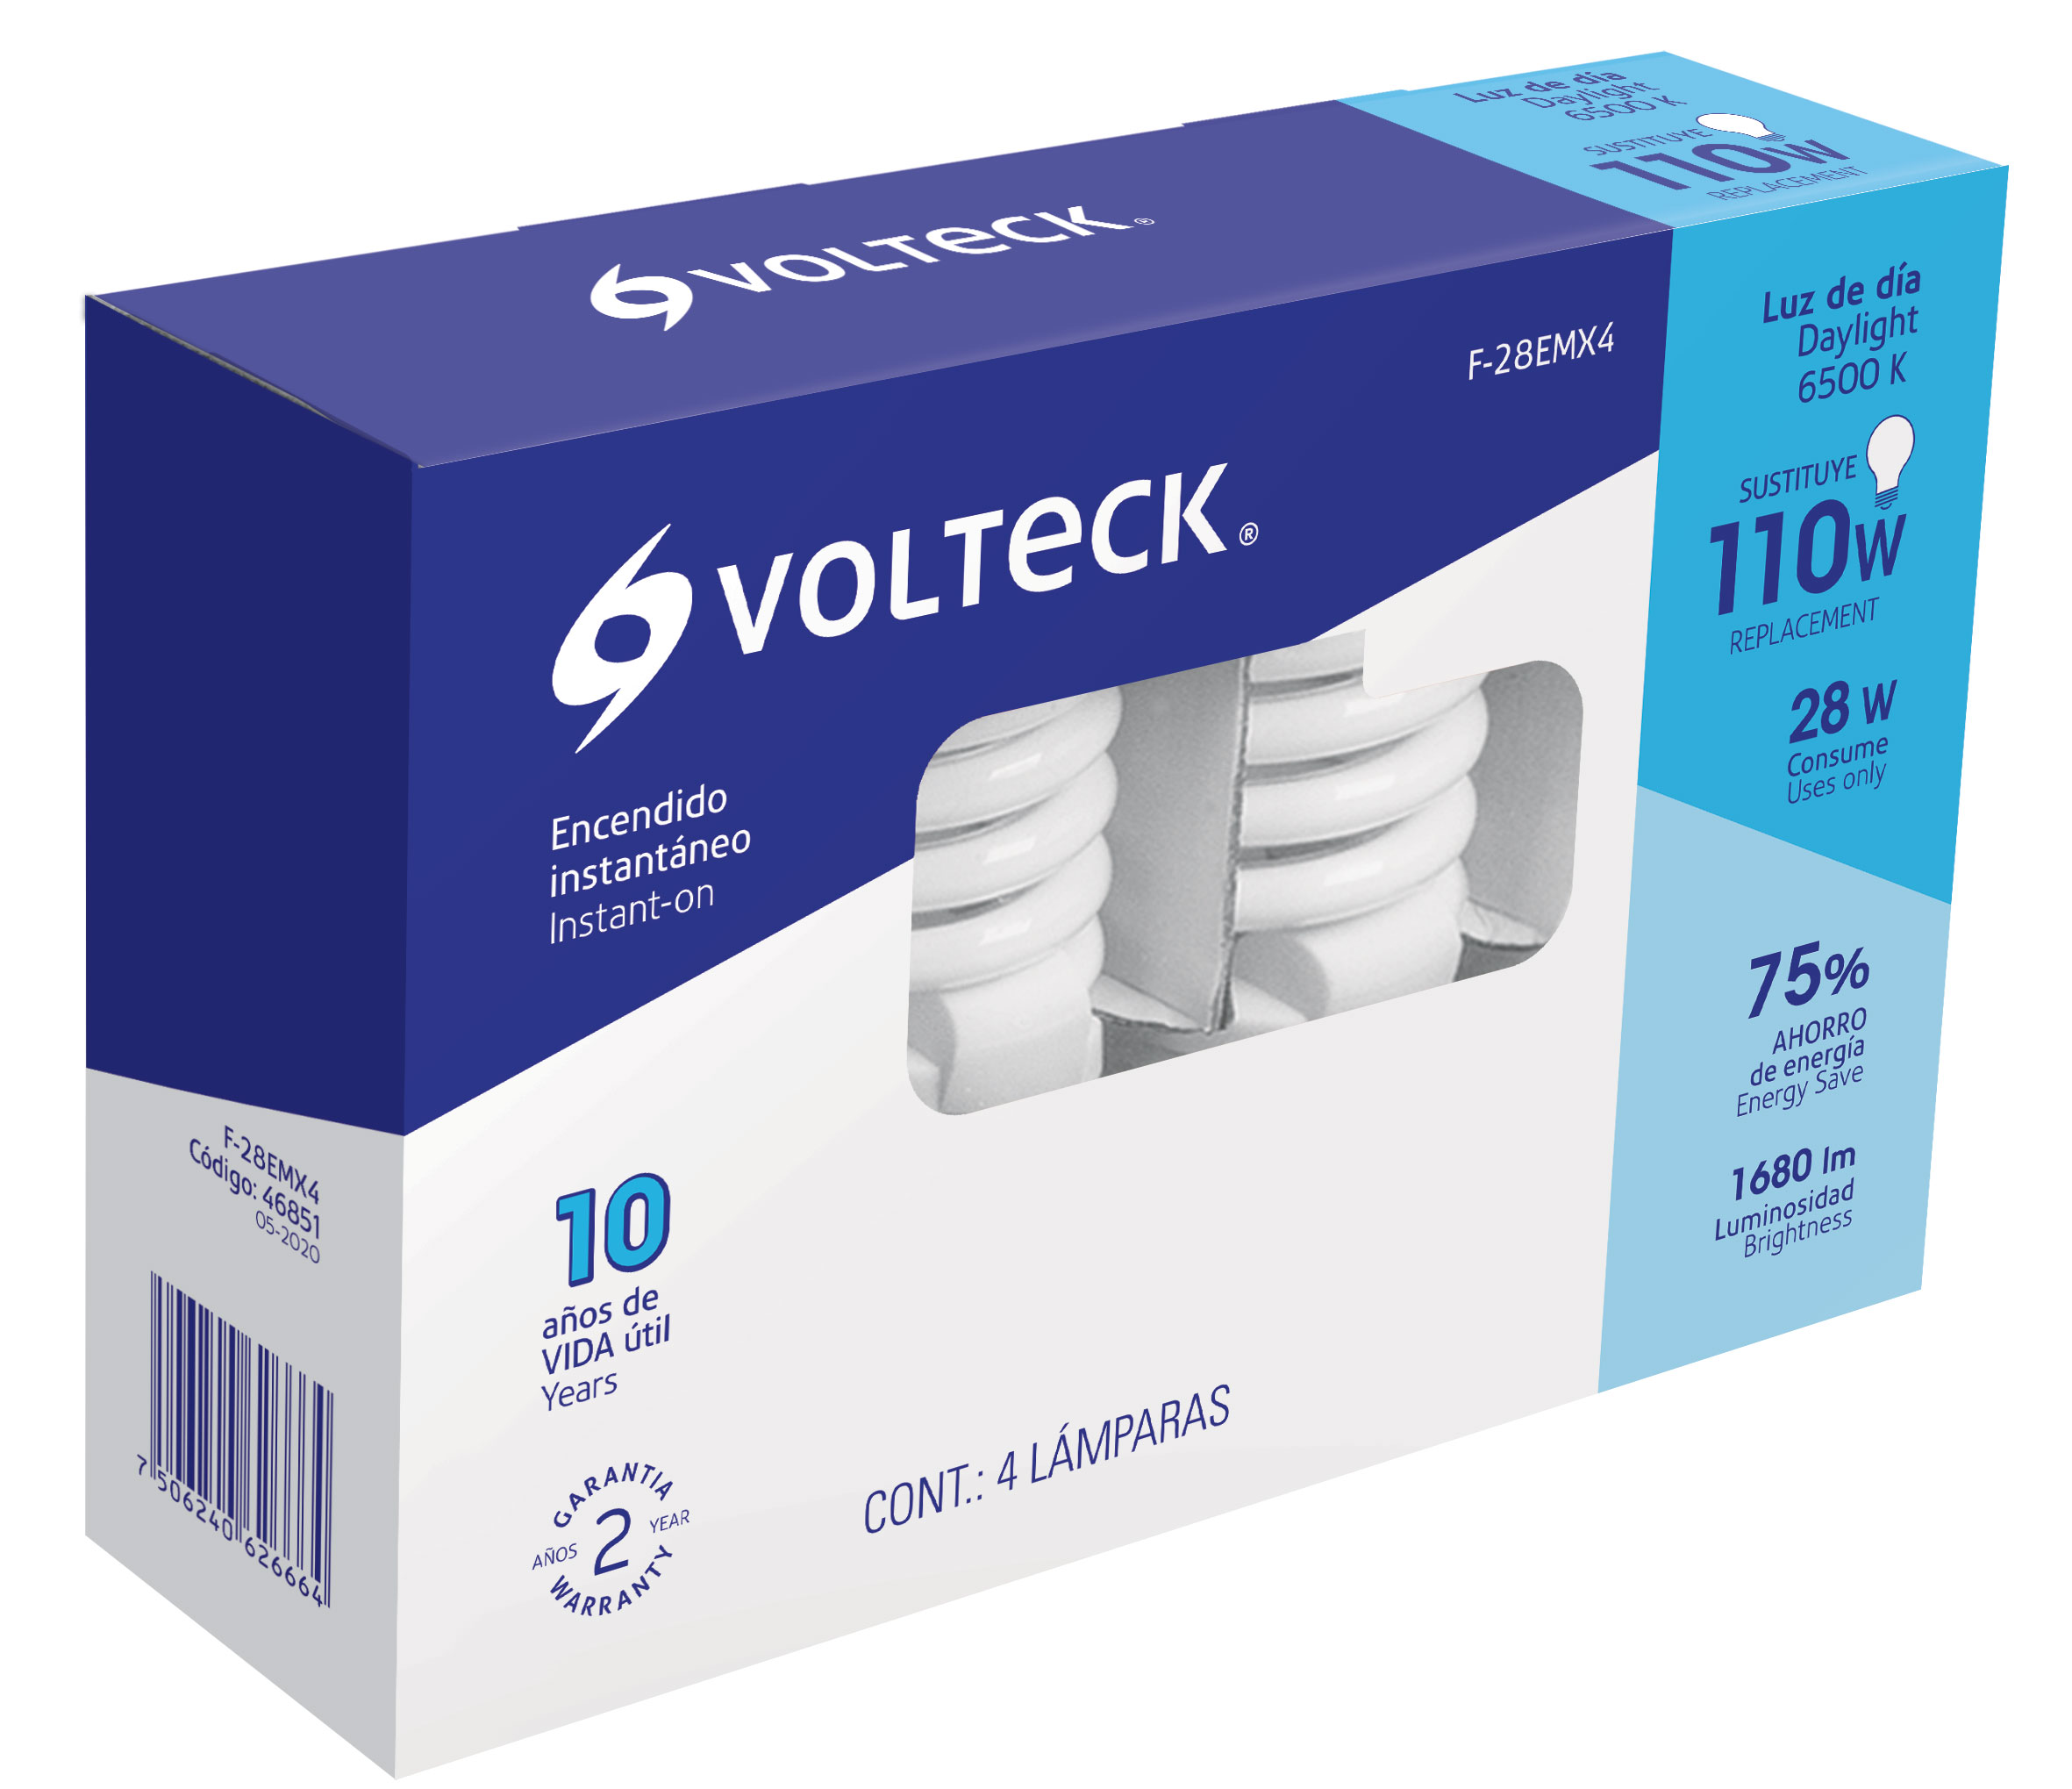 Luz de día
Daylight
6500 K
SUSTITUYE
110W
REPLACEMENT
VOLTECK®
F-28EMX4
VOLTECK®
Encendido
instantáneo
Instant-on
10
años de
VIDA útil
Years
GARANTIA
AÑOS 2 YEAR
WARRANTY
CONT.: 4 LÁMPARAS
Luz de día
Daylight
6500 K
SUSTITUYE
110W
REPLACEMENT
28 W
Consume
Uses only
75%
AHORRO
de energía
Energy Save
1680 lm
Luminosidad
Brightness
F-28EMX4
Código: 46851
05-2020
7 506240 626664